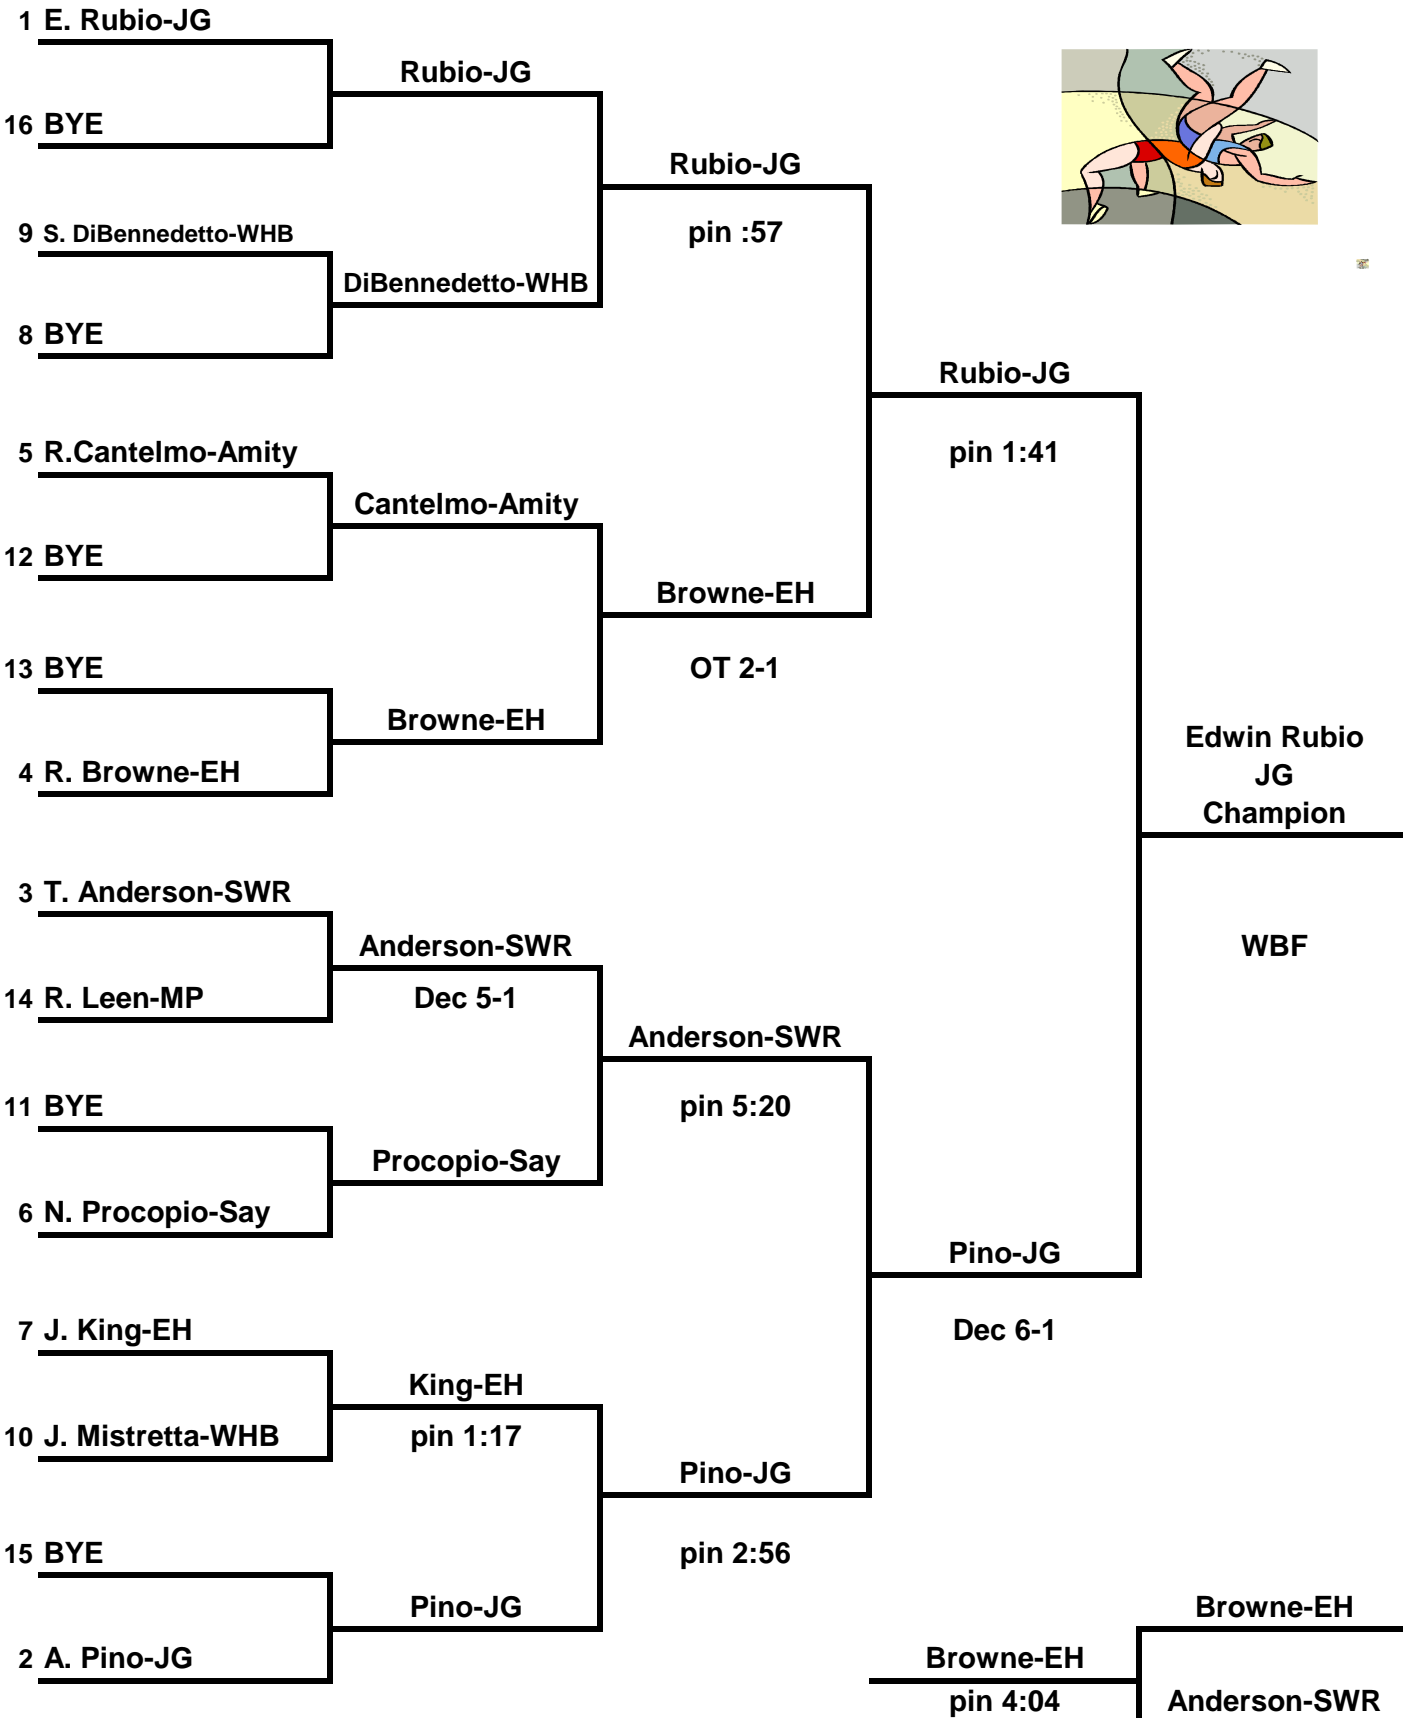 1 E. Rubio-JG
Rubio-JG
16 BYE
Rubio-JG
9 S. DiBennedetto-WHB
pin :57
DiBennedetto-WHB
8 BYE
Rubio-JG
5 R.Cantelmo-Amity
pin 1:41
Cantelmo-Amity
12 BYE
Browne-EH
13 BYE
OT 2-1
Browne-EH
4 R. Browne-EH
Edwin Rubio
JG
Champion
3 T. Anderson-SWR
Anderson-SWR
WBF
14 R. Leen-MP
Dec 5-1
Anderson-SWR
11 BYE
pin 5:20
Procopio-Say
6 N. Procopio-Say
Pino-JG
7 J. King-EH
Dec 6-1
King-EH
10 J. Mistretta-WHB
pin 1:17
Pino-JG
15 BYE
pin 2:56
Pino-JG
Browne-EH
2 A. Pino-JG
Browne-EH
pin 4:04
Anderson-SWR